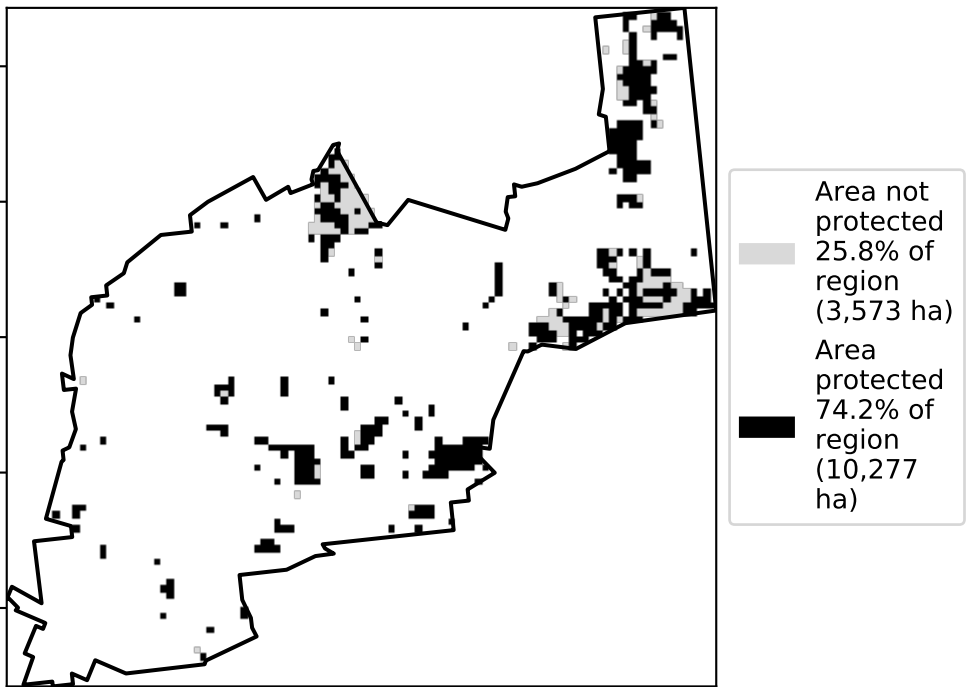 Area not
protected
25.8% of
region
(3,573 ha)
Area
protected
74.2% of
region
(10,277
ha)